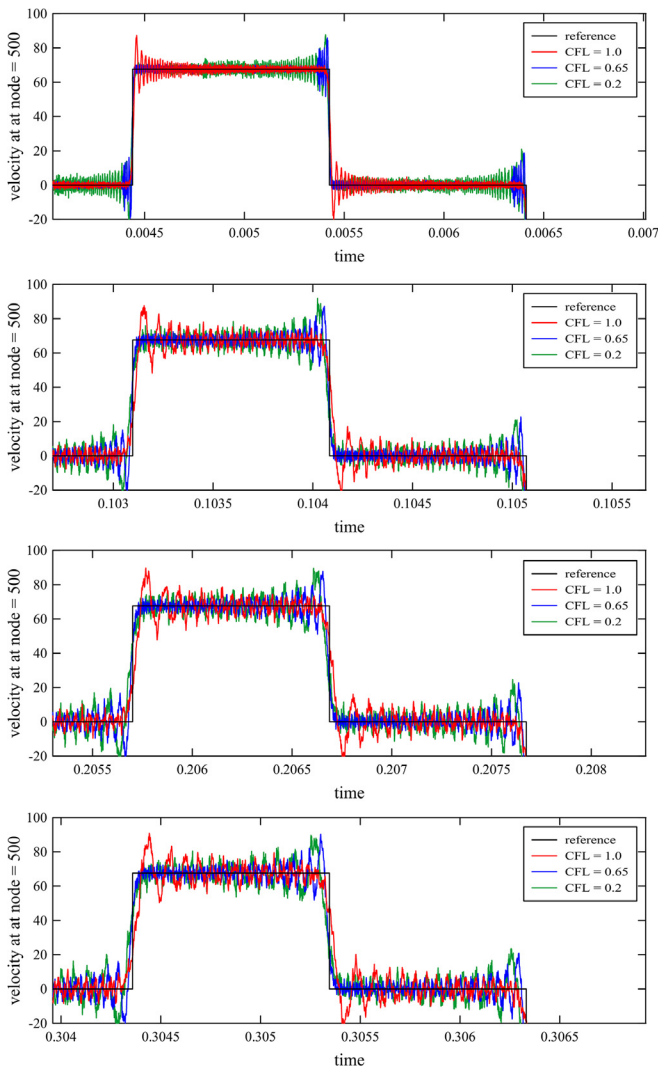 100
80
60
40
20
0
-20
velocity at at node = 500
reference
CFL = 1.0
CFL = 0.65
CFL = 0.2
0.0045 0.005 0.0055 0.006 0.0065 0.007
time
100
80
60
40
20
0
-20
velocity at at node = 500
reference
CFL = 1.0
CFL = 0.65
CFL = 0.2
0.103 0.1035 0.104 0.1045 0.105 0.1055
time
100
80
60
40
20
0
-20
velocity at at node = 500
reference
CFL = 1.0
CFL = 0.65
CFL = 0.2
0.2055 0.206 0.2065 0.207 0.2075 0.208
time
100
80
60
40
20
0
-20
velocity at at node = 500
reference
CFL = 1.0
CFL = 0.65
CFL = 0.2
0.304 0.3045 0.305 0.3055 0.306 0.3065
time